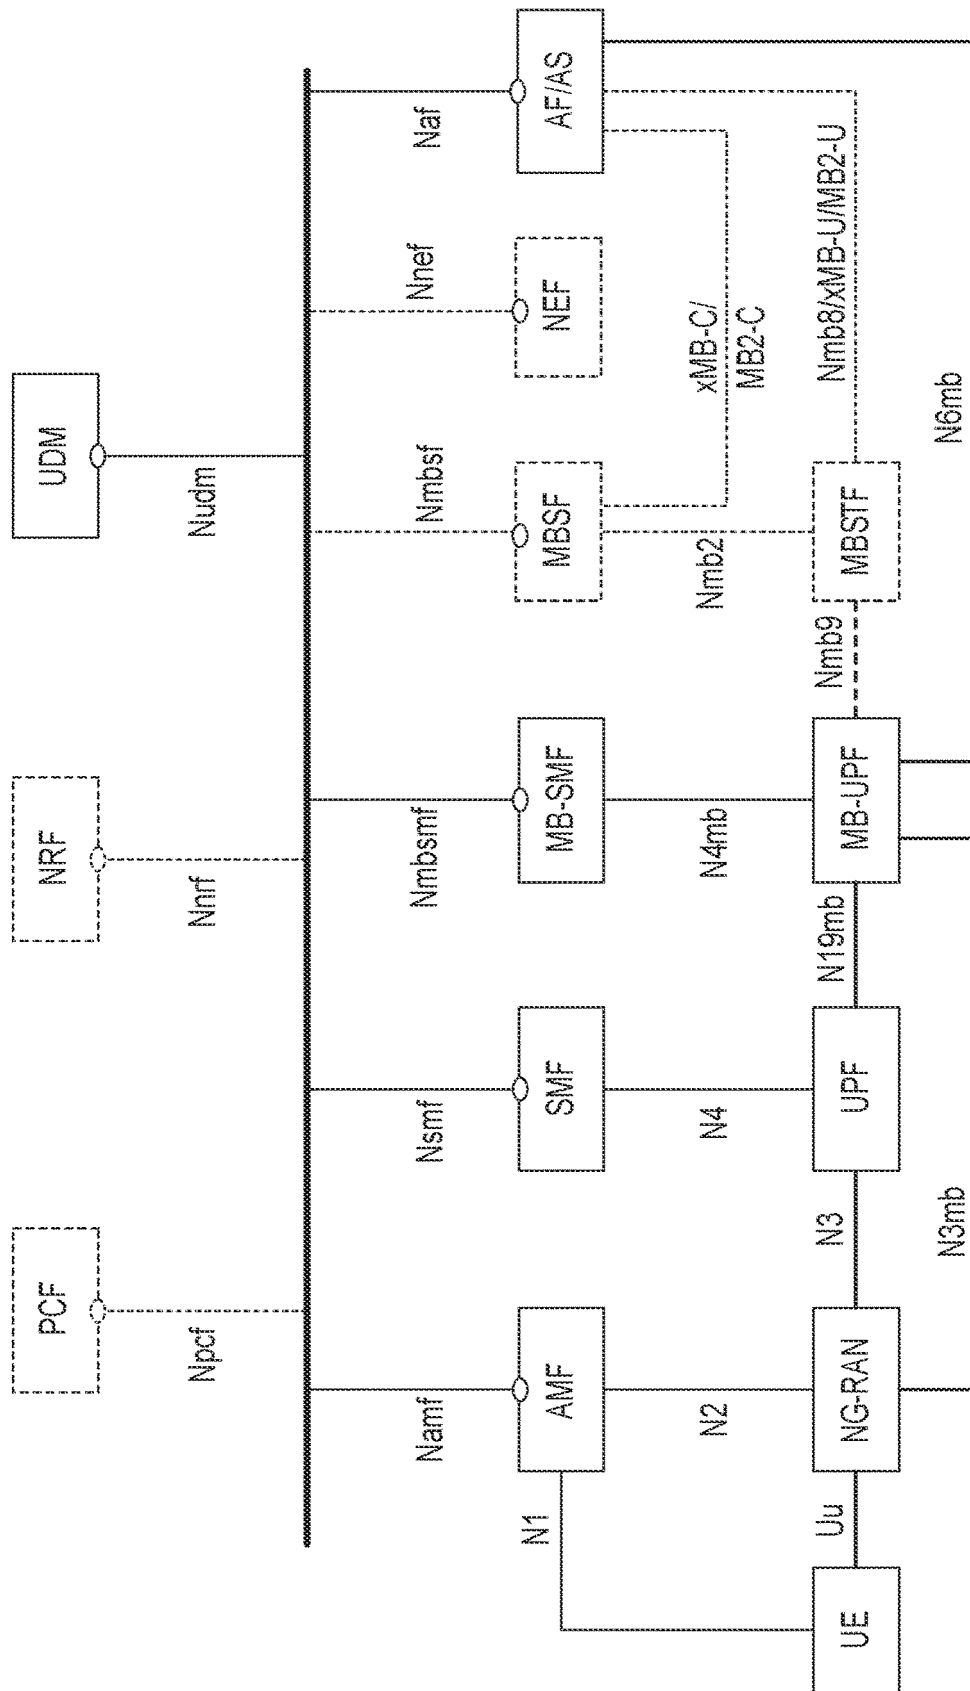 PCF
NRF
UDM
Npcf
Nnrf
Nudm
Namf
Nsmf
Nmbsmf
Nmbsf
Nnef
Naf
N1
AMF
SMF
MB-SMF
MBSF
NEF
AF/AS
N2
N4
N4mb
Nmb2
xMB-C/
MB2-C
UE
Uu
NG-RAN
N3
UPF
N19mb
MB-UPF
Nmb9
MBSTF
Nmb8/xMB-U/MB2-U
N3mb
N6mb